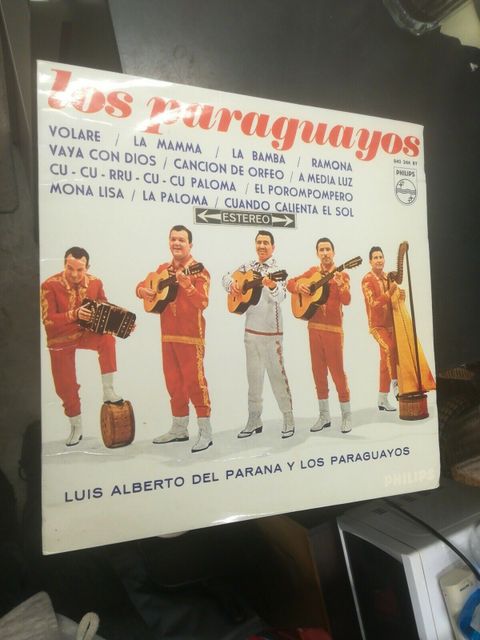 los paraguayos
VOLARE / LA MAMMA / LA BAMBA / RAMONA
VAYA CON DIOS / CANCION DE ORFEO / A MEDIA LUZ
CU - CU - RRU - CU - CU PALOMA / EL POROMPOMPERO
MONA LISA / LA PALOMA / CUANDO CALIENTA EL SOL
ESTEREO
PHILIPS
LUIS ALBERTO DEL PARANA Y LOS PARAGUAYOS
PHILIPS